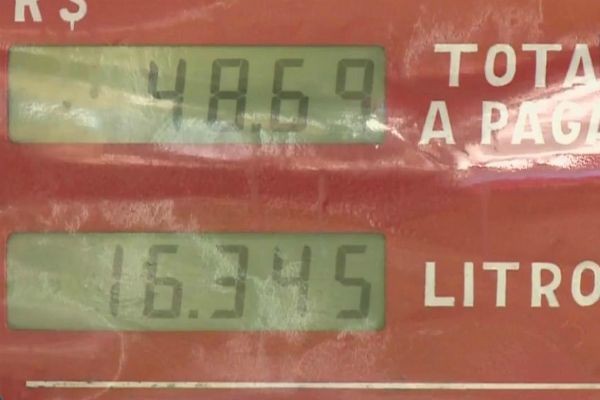 R$
48.69
TOTA
A PAGA
16.345
LITRO